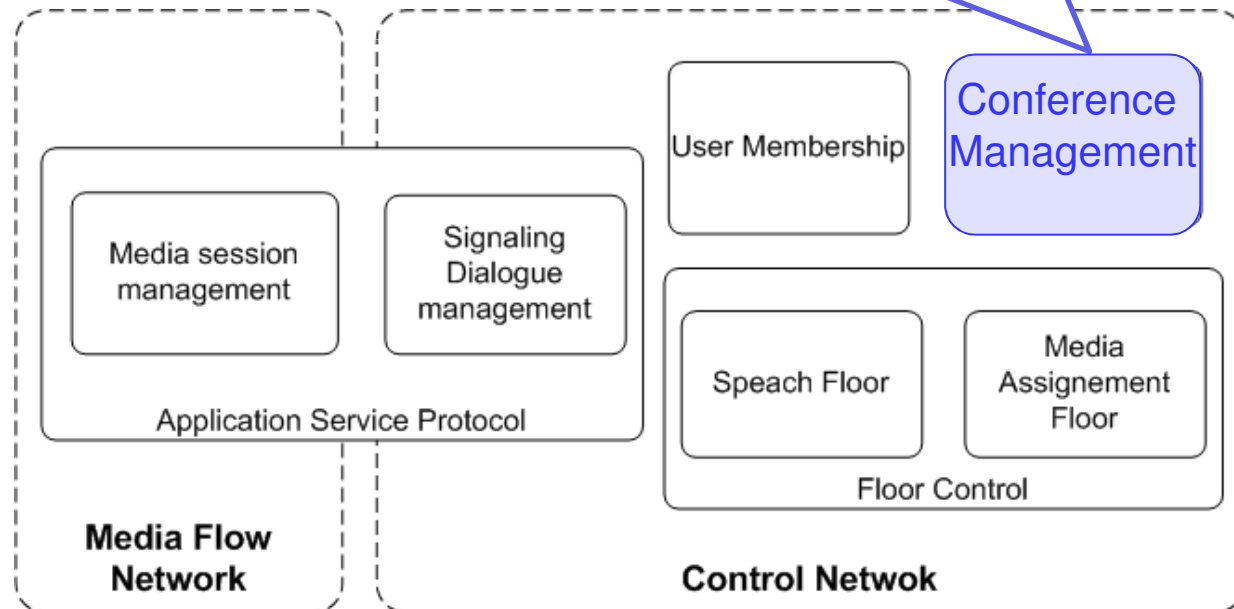 Conference
Management
User Membership
Media session
management
Signaling
Dialogue
management
Application Service Protocol
Speach Floor
Media
Assignement
Floor
Floor Control
Media Flow
Network
Control Netwok